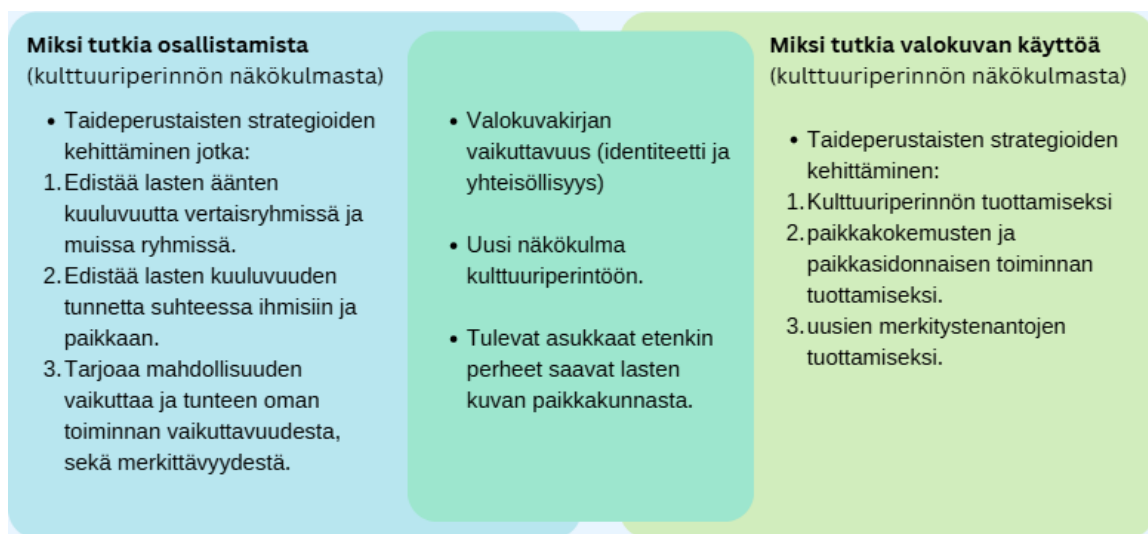 Miksi tutkia osallistamista
(kulttuuriperinnön näkökulmasta)
• Taideperustaisten strategioiden
kehittäminen jotka:
1. Edistää lasten äänten
kuuluvuutta vertaisryhmissä ja
muissa ryhmissä.
2. Edistää lasten kuuluvuuden
tunnetta suhteessa ihmisiin ja
paikkaan.
3. Tarjoaa mahdollisuuden
vaikuttaa ja tunteen oman
toiminnan vaikuttavuudesta,
sekä merkittävyydestä.
• Valokuvakirjan
vaikuttavuus (identiteetti ja
yhteisöllisyys)
• Uusi näkökulma
kulttuuriperintöön.
• Tulevat asukkaat etenkin
perheet saavat lasten
kuvan paikkakunnasta.
Miksi tutkia valokuvan käyttöä
(kulttuuriperinnön näkökulmasta)
• Taideperustaisten strategioiden
kehittäminen:
1. Kulttuuriperinnön tuottamiseksi
2. paikkakokemusten ja
paikkasidonnaisen toiminnan
tuottamiseksi.
3. uusien merkitystenantojen
tuottamiseksi.